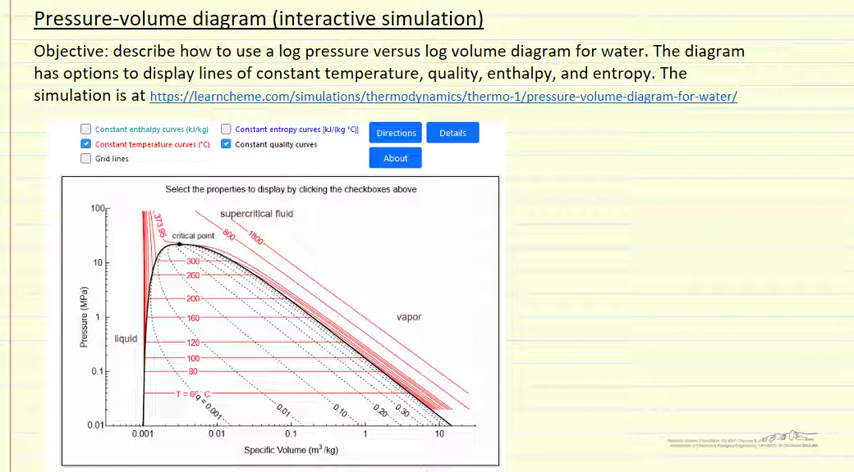 Pressure-volume diagram (interactive simulation)
Objective: describe how to use a log pressure versus log volume diagram for water. The diagram
has options to display lines of constant temperature, quality, enthalpy, and entropy. The
simulation is at https://learncheme.com/simulations/thermodynamics/thermo-1/pressure-volume-diagram-for-water/
Constant enthalpy curves (kJ/kg) Constant entropy curves [kJ/(kg °C)] Directions Details
Constant temperature curves (°C) Constant quality curves
Grid lines About
Select the properties to display by clicking the checkboxes above
100
373.95
supercritical fluid
critical point
600
1800
10
300
260
200
Pressure (MPa)
1
160
vapor
liquid
120
100
0.1
80
q = 0.001
0.01
0.10
0.20
0.30
0.01
0.001 0.01 0.1 1 10
Specific Volume (m³/kg)